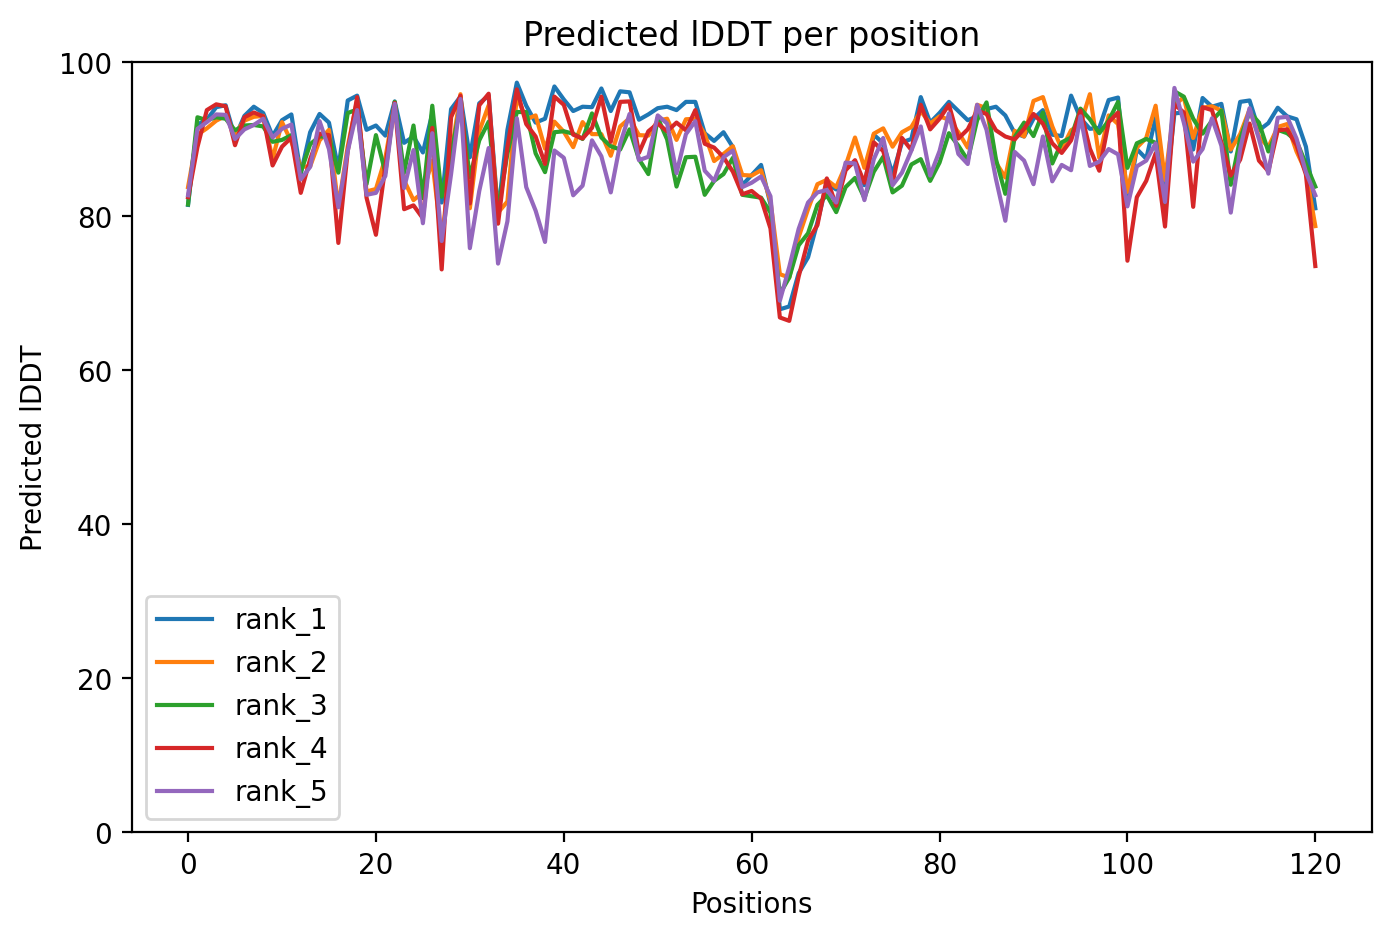 Predicted lDDT per position
100
80
60
40
20
0
Predicted lDDT
rank_1
rank_2
rank_3
rank_4
rank_5
0 20 40 60 80 100 120
Positions